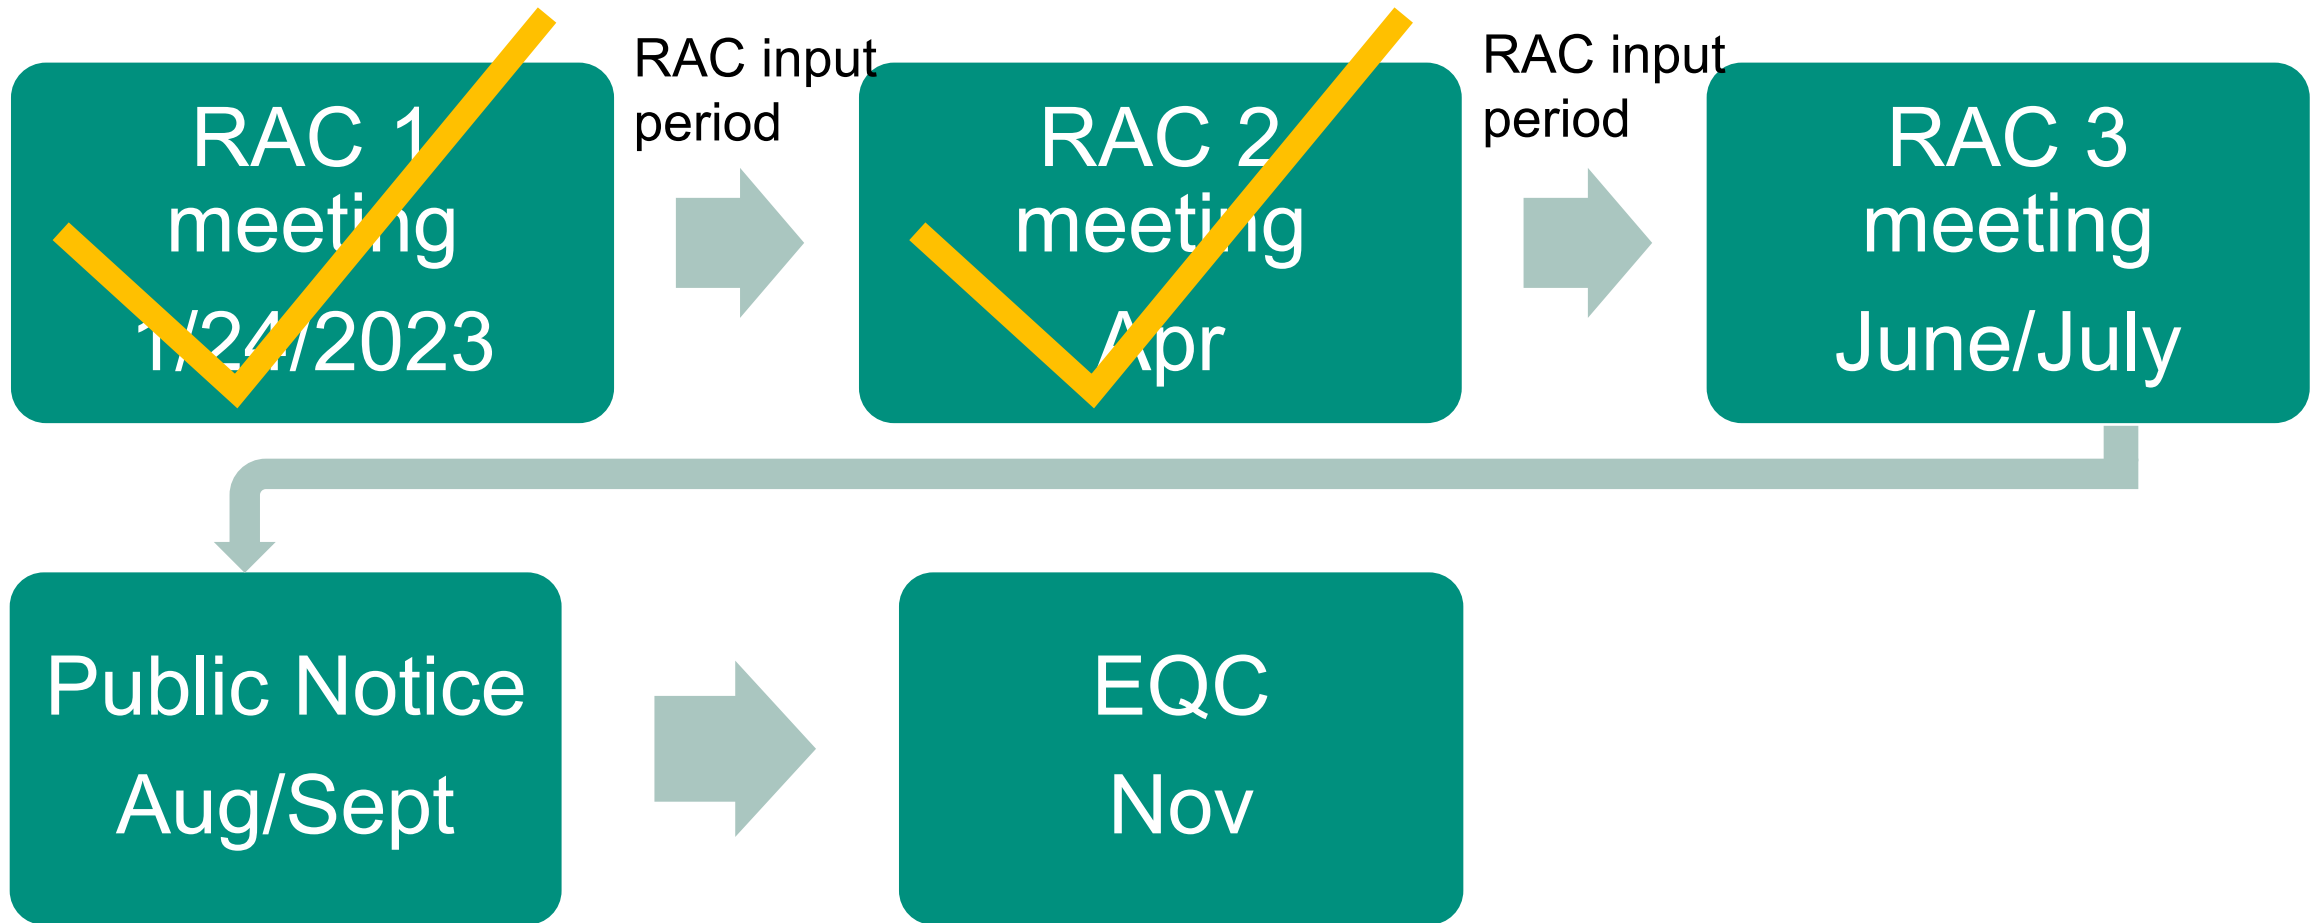 RAC 1
meeting
1/24/2023
RAC input
period
RAC 2
meeting
Apr
RAC input
period
RAC 3
meeting
June/July
Public Notice
Aug/Sept
EQC
Nov